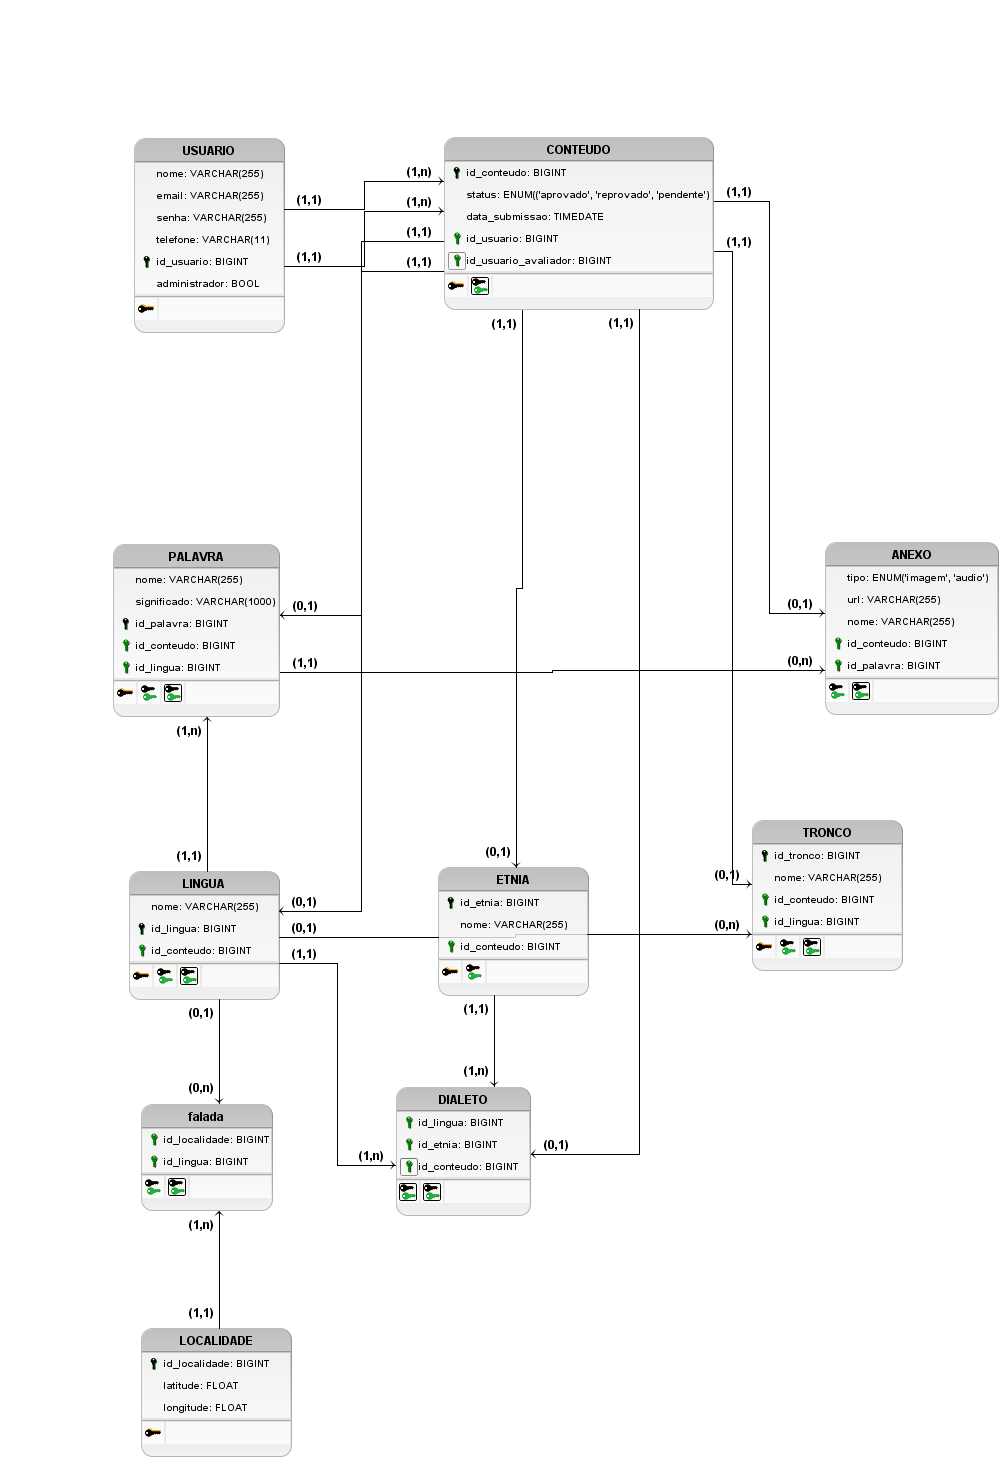 USUARIO
nome: VARCHAR(255)
email: VARCHAR(255)
senha: VARCHAR(255)
telefone: VARCHAR(11)
id_usuario: BIGINT
administrador: BOOL
(1,1)
(1,1)
(1,n)
(1,n)
(1,1)
(1,1)
CONTEUDO
id_conteudo: BIGINT
status: ENUM(('aprovado', 'reprovado', 'pendente')
data_submissao: TIMEDATE
id_usuario: BIGINT
id_usuario_avaliador: BIGINT
(1,1)
(1,1)
(1,1)
(1,1)
PALAVRA
nome: VARCHAR(255)
significado: VARCHAR(1000)
id_palavra: BIGINT
id_conteudo: BIGINT
id_lingua: BIGINT
(0,1)
(1,1)
(0,1)
(0,n)
ANEXO
tipo: ENUM('imagem', 'audio')
url: VARCHAR(255)
nome: VARCHAR(255)
id_conteudo: BIGINT
id_palavra: BIGINT
(1,n)
(1,1)
LINGUA
nome: VARCHAR(255)
id_lingua: BIGINT
id_conteudo: BIGINT
(0,1)
(0,1)
(1,1)
(0,1)
ETNIA
id_etnia: BIGINT
nome: VARCHAR(255)
id_conteudo: BIGINT
(0,1)
(0,n)
TRONCO
id_tronco: BIGINT
nome: VARCHAR(255)
id_conteudo: BIGINT
id_lingua: BIGINT
(0,1)
(0,n)
(1,1)
(1,n)
falada
id_localidade: BIGINT
id_lingua: BIGINT
(1,n)
DIALETO
id_lingua: BIGINT
id_etnia: BIGINT
id_conteudo: BIGINT
(0,1)
(1,n)
(1,1)
LOCALIDADE
id_localidade: BIGINT
latitude: FLOAT
longitude: FLOAT